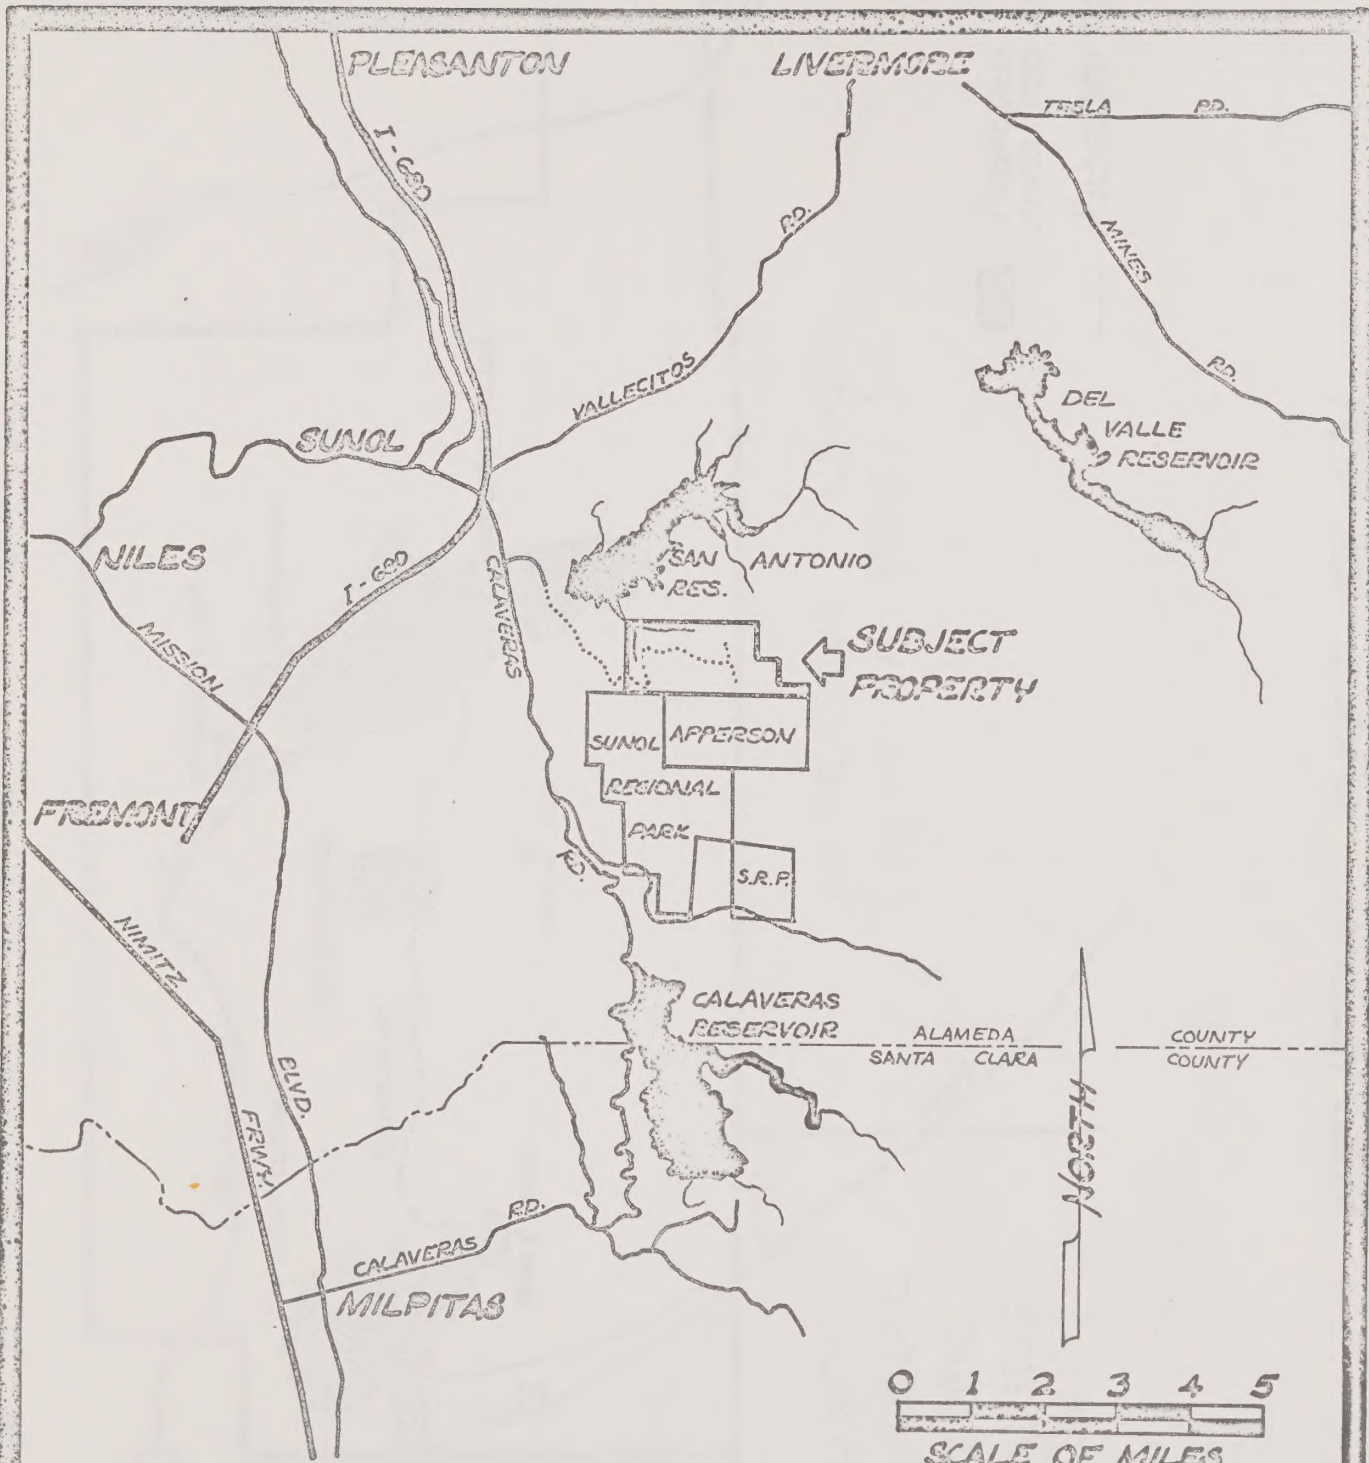 PLEASANTON
LIVERMORE
TESLA RD.
I-680
RD.
MINES
RD.
VALLECITOS
DEL
VALLE
RESERVOIR
SUNOL
NILES
I-680
CALAVERAS
SAN ANTONIO
RES.
MISSION
SUBJECT
PROPERTY
SUNOL
APPERSON
REGIONAL
PARK
FREMONT
RD.
S.R.P.
NIMITZ
CALAVERAS
RESERVOIR
ALAMEDA COUNTY
SANTA CLARA COUNTY
BLVD.
FRWY.
NORTH
RD.
CALAVERAS
MILPITAS
0 1 2 3 4 5
SCALE OF MILES